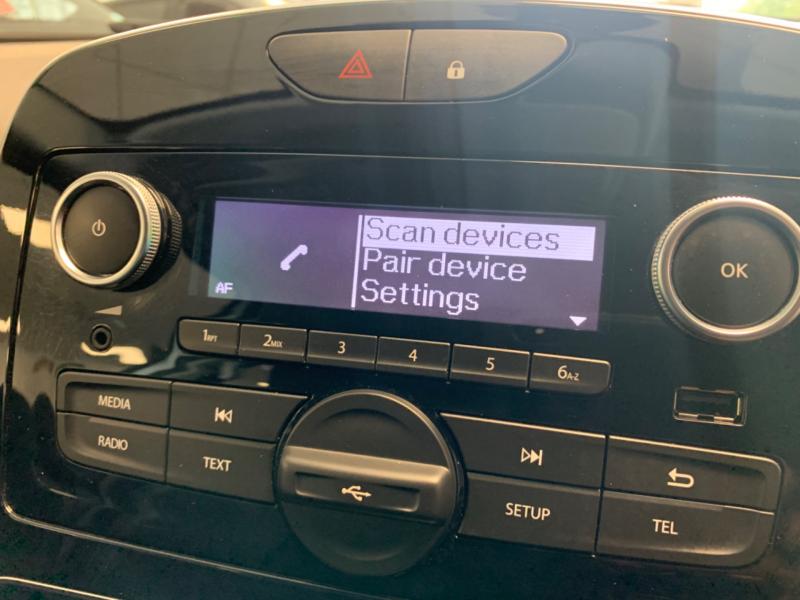 Scan devices
Pair device
Settings
AF
OK
1RPT
2MIX
3
4
5
6A-Z
MEDIA
RADIO
TEXT
SETUP
TEL